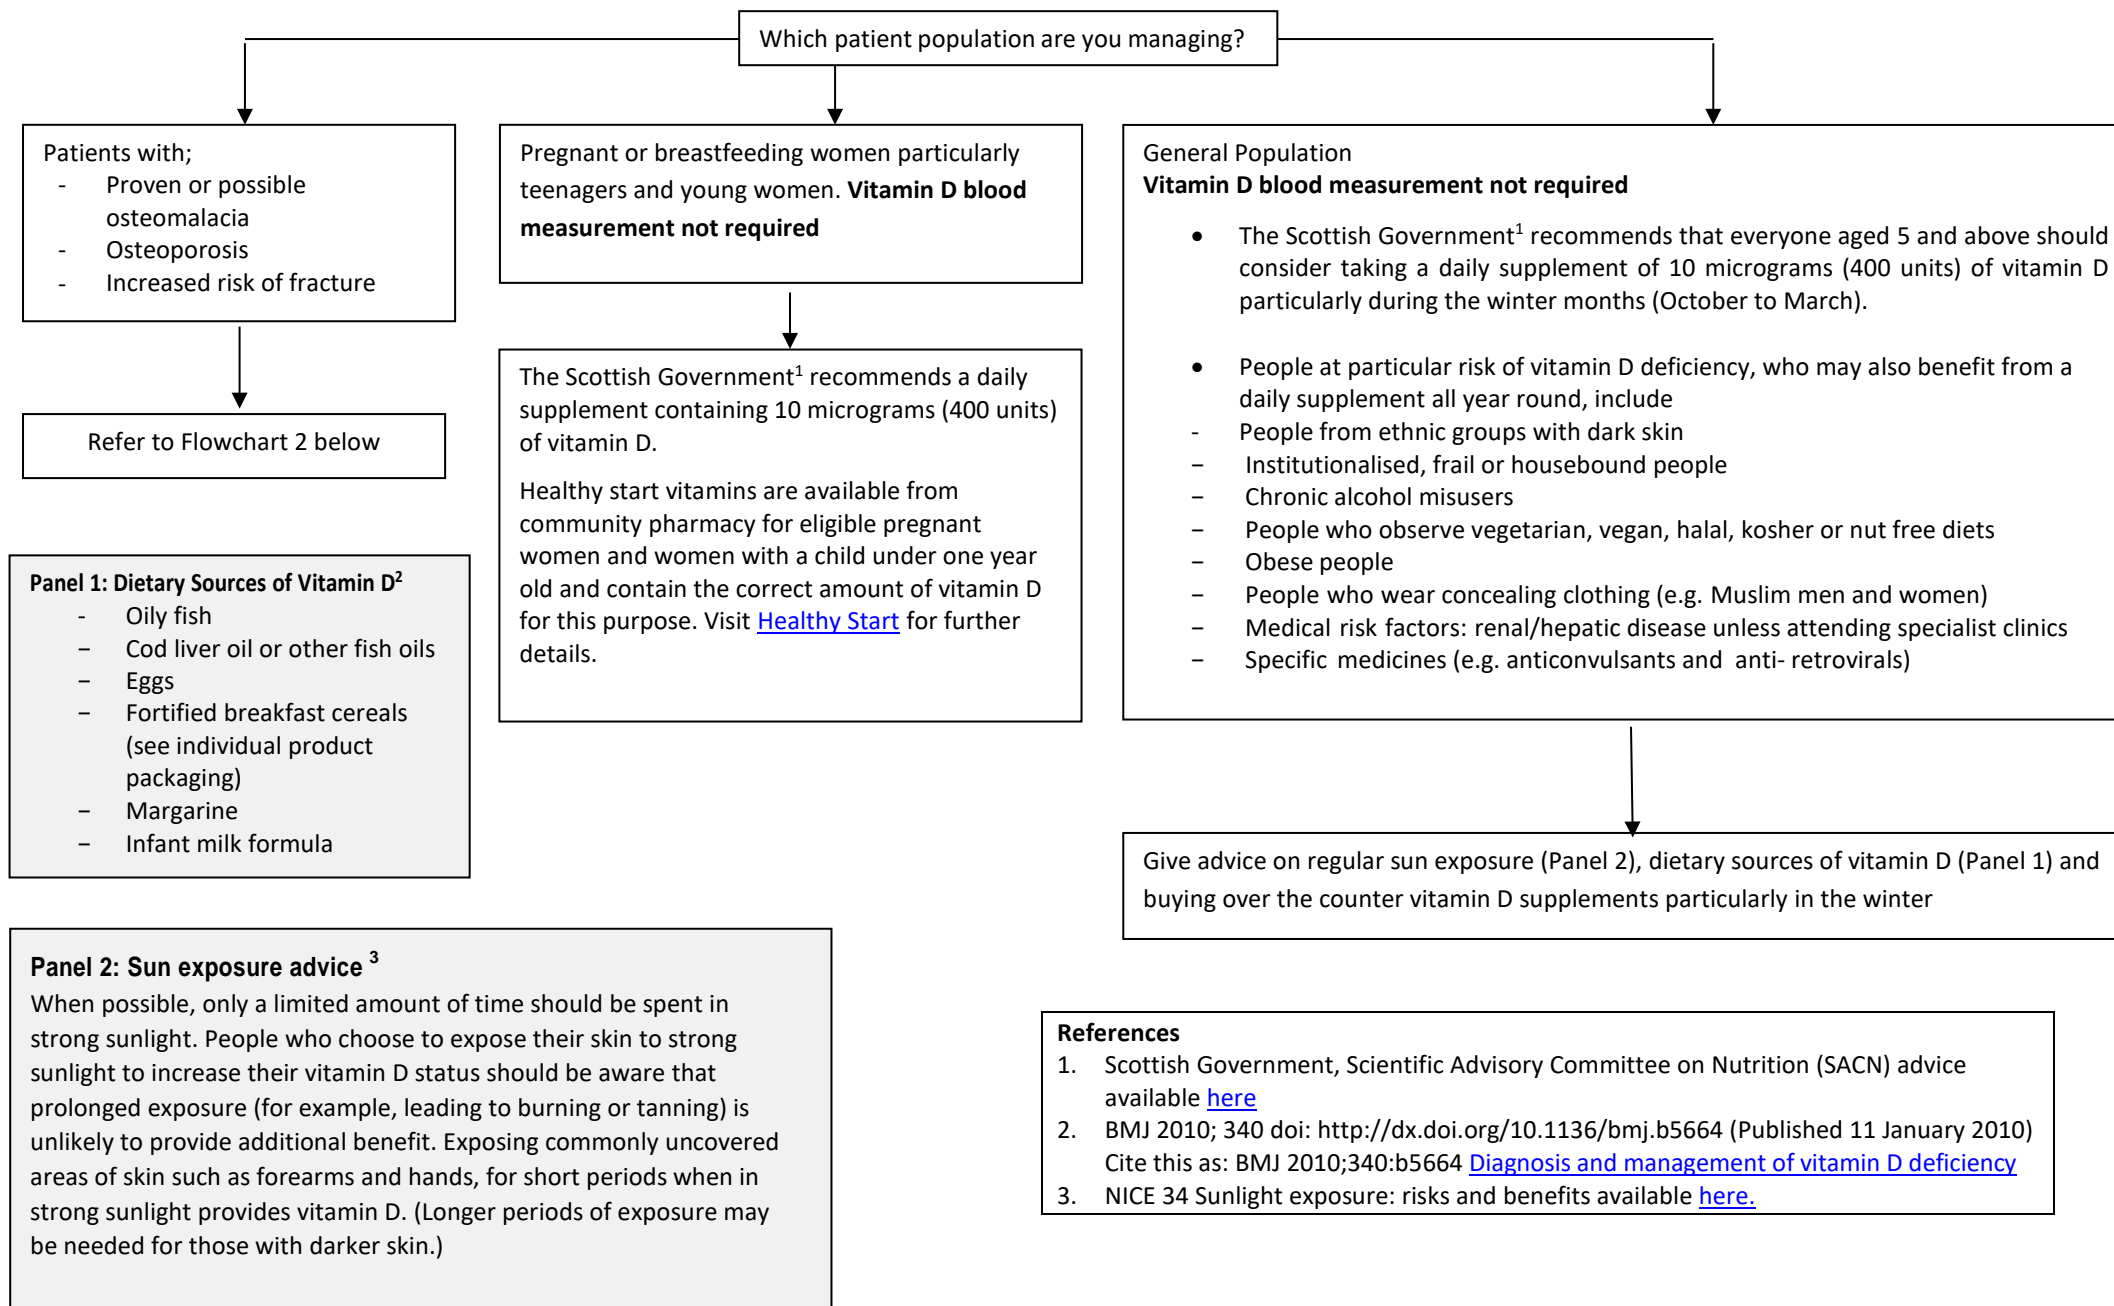 Which patient population are you managing?
Patients with;
- Proven or possible
osteomalacia
- Osteoporosis
- Increased risk of fracture
Refer to Flowchart 2 below
Pregnant or breastfeeding women particularly
teenagers and young women. Vitamin D blood
measurement not required
The Scottish Government1 recommends a daily
supplement containing 10 micrograms (400 units)
of vitamin D.
Healthy start vitamins are available from
community pharmacy for eligible pregnant
women and women with a child under one year
old and contain the correct amount of vitamin D
for this purpose. Visit Healthy Start for further
details.
General Population
Vitamin D blood measurement not required
• The Scottish Government1 recommends that everyone aged 5 and above should
consider taking a daily supplement of 10 micrograms (400 units) of vitamin D
particularly during the winter months (October to March).
• People at particular risk of vitamin D deficiency, who may also benefit from a
daily supplement all year round, include
- People from ethnic groups with dark skin
− Institutionalised, frail or housebound people
− Chronic alcohol misusers
− People who observe vegetarian, vegan, halal, kosher or nut free diets
− Obese people
− People who wear concealing clothing (e.g. Muslim men and women)
− Medical risk factors: renal/hepatic disease unless attending specialist clinics
− Specific medicines (e.g. anticonvulsants and anti- retrovirals)
Give advice on regular sun exposure (Panel 2), dietary sources of vitamin D (Panel 1) and
buying over the counter vitamin D supplements particularly in the winter
Panel 1: Dietary Sources of Vitamin D2
- Oily fish
− Cod liver oil or other fish oils
− Eggs
− Fortified breakfast cereals
(see individual product
packaging)
− Margarine
− Infant milk formula
Panel 2: Sun exposure advice 3
When possible, only a limited amount of time should be spent in
strong sunlight. People who choose to expose their skin to strong
sunlight to increase their vitamin D status should be aware that
prolonged exposure (for example, leading to burning or tanning) is
unlikely to provide additional benefit. Exposing commonly uncovered
areas of skin such as forearms and hands, for short periods when in
strong sunlight provides vitamin D. (Longer periods of exposure may
be needed for those with darker skin.)
References
1. Scottish Government, Scientific Advisory Committee on Nutrition (SACN) advice
available here
2. BMJ 2010; 340 doi: http://dx.doi.org/10.1136/bmj.b5664 (Published 11 January 2010)
Cite this as: BMJ 2010;340:b5664 Diagnosis and management of vitamin D deficiency
3. NICE 34 Sunlight exposure: risks and benefits available here.